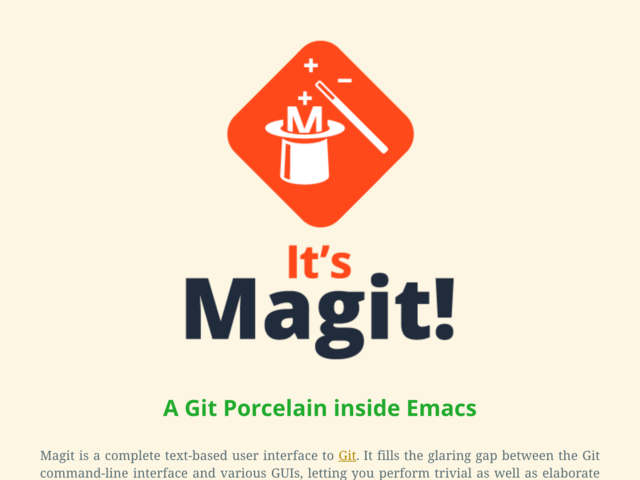 M
It's
Magit!
A Git Porcelain inside Emacs
Magit is a complete text-based user interface to Git. It fills the glaring gap between the Git
command-line interface and various GUIs, letting you perform trivial as well as elaborate